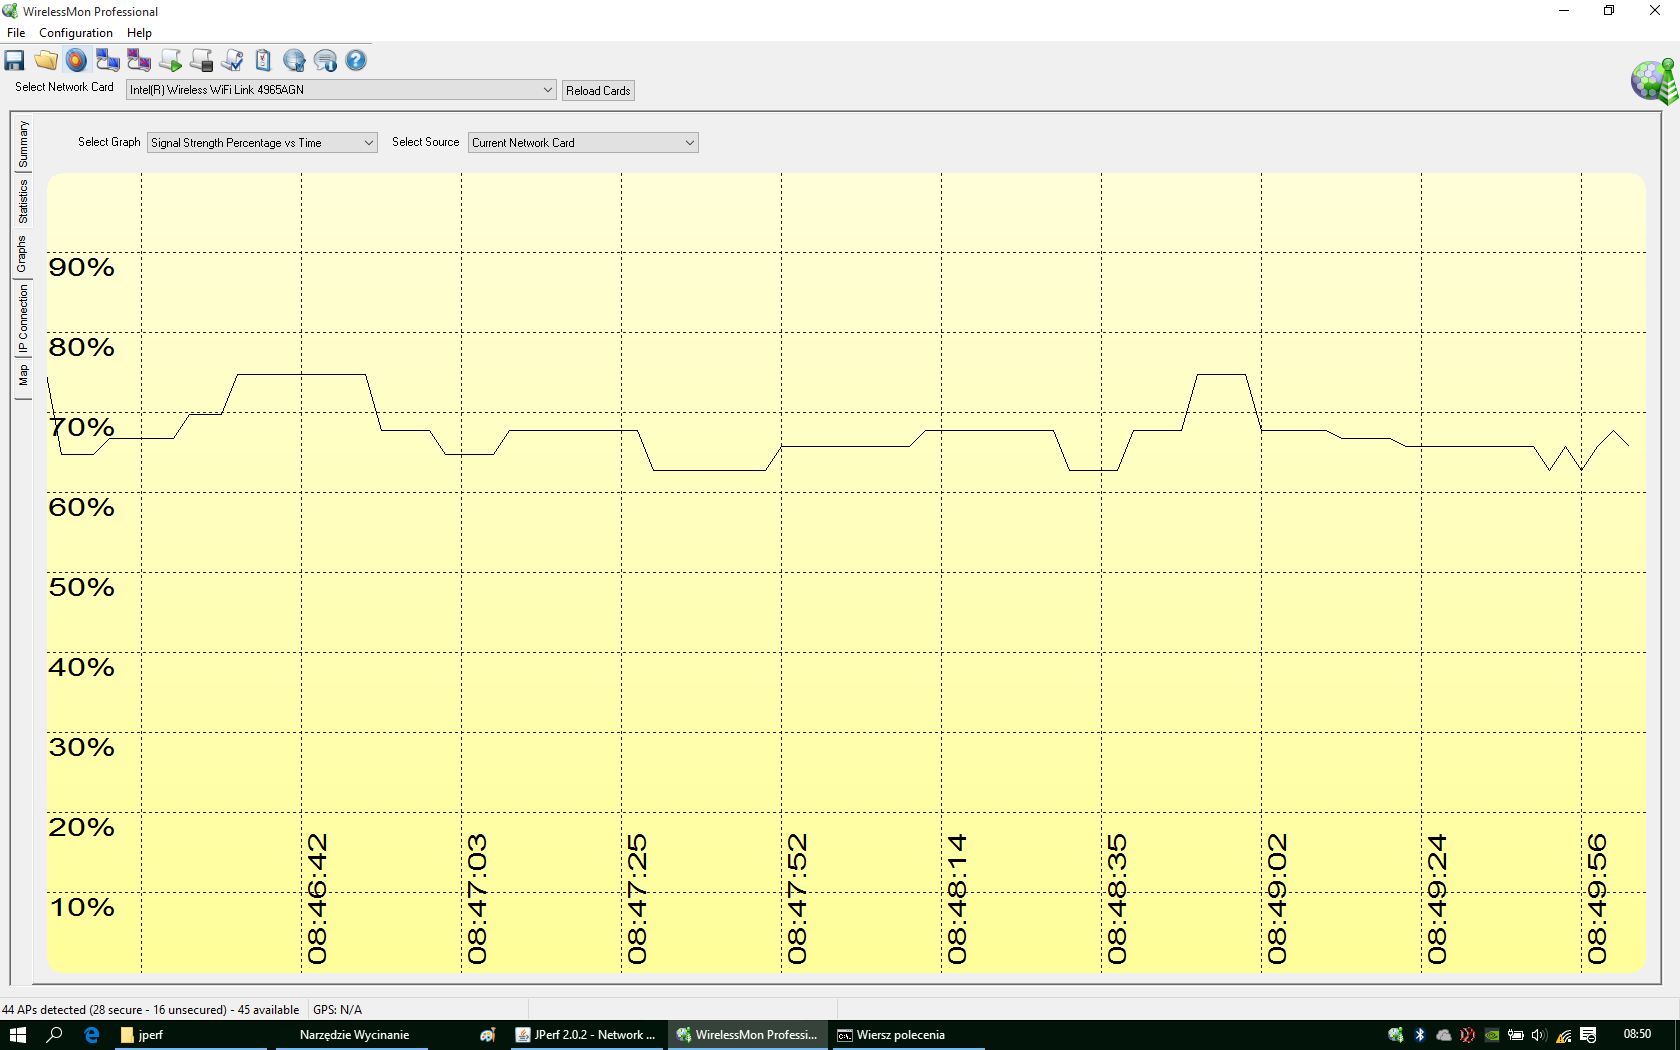 WirelessMon Professional
File Configuration Help
Select Network Card Intel(R) Wireless WiFi Link 4965AGN Reload Cards
Select Graph Signal Strength Percentage vs Time Select Source Current Network Card
Summary
Statistics
Graphs
IP Connection
Map
90%
80%
70%
60%
50%
40%
30%
20%
10%
08:46:42
08:47:03
08:47:25
08:47:52
08:48:14
08:48:35
08:49:02
08:49:24
08:49:56
44 APs detected (28 secure - 16 unsecured) - 45 available GPS: N/A
jperf Narzędzie Wycinanie JPerf 2.0.2 - Network ... WirelessMon Professi... Wiersz polecenia 08:50